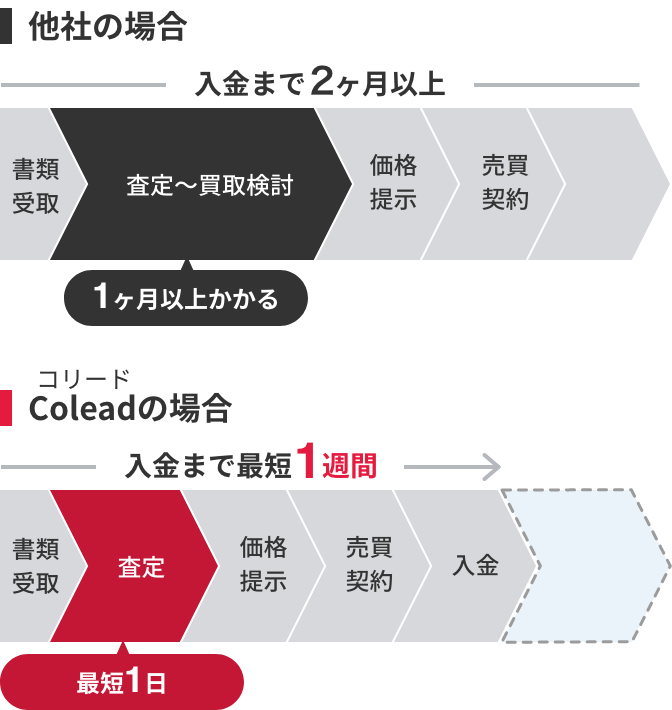 他社の場合
入金まで2ヶ月以上
書類
受取
査定〜買取検討
価格
提示
売買
契約
1ヶ月以上かかる
コリード
Coleadの場合
入金まで最短1週間
書類
受取
査定
価格
提示
売買
契約
入金
最短1日